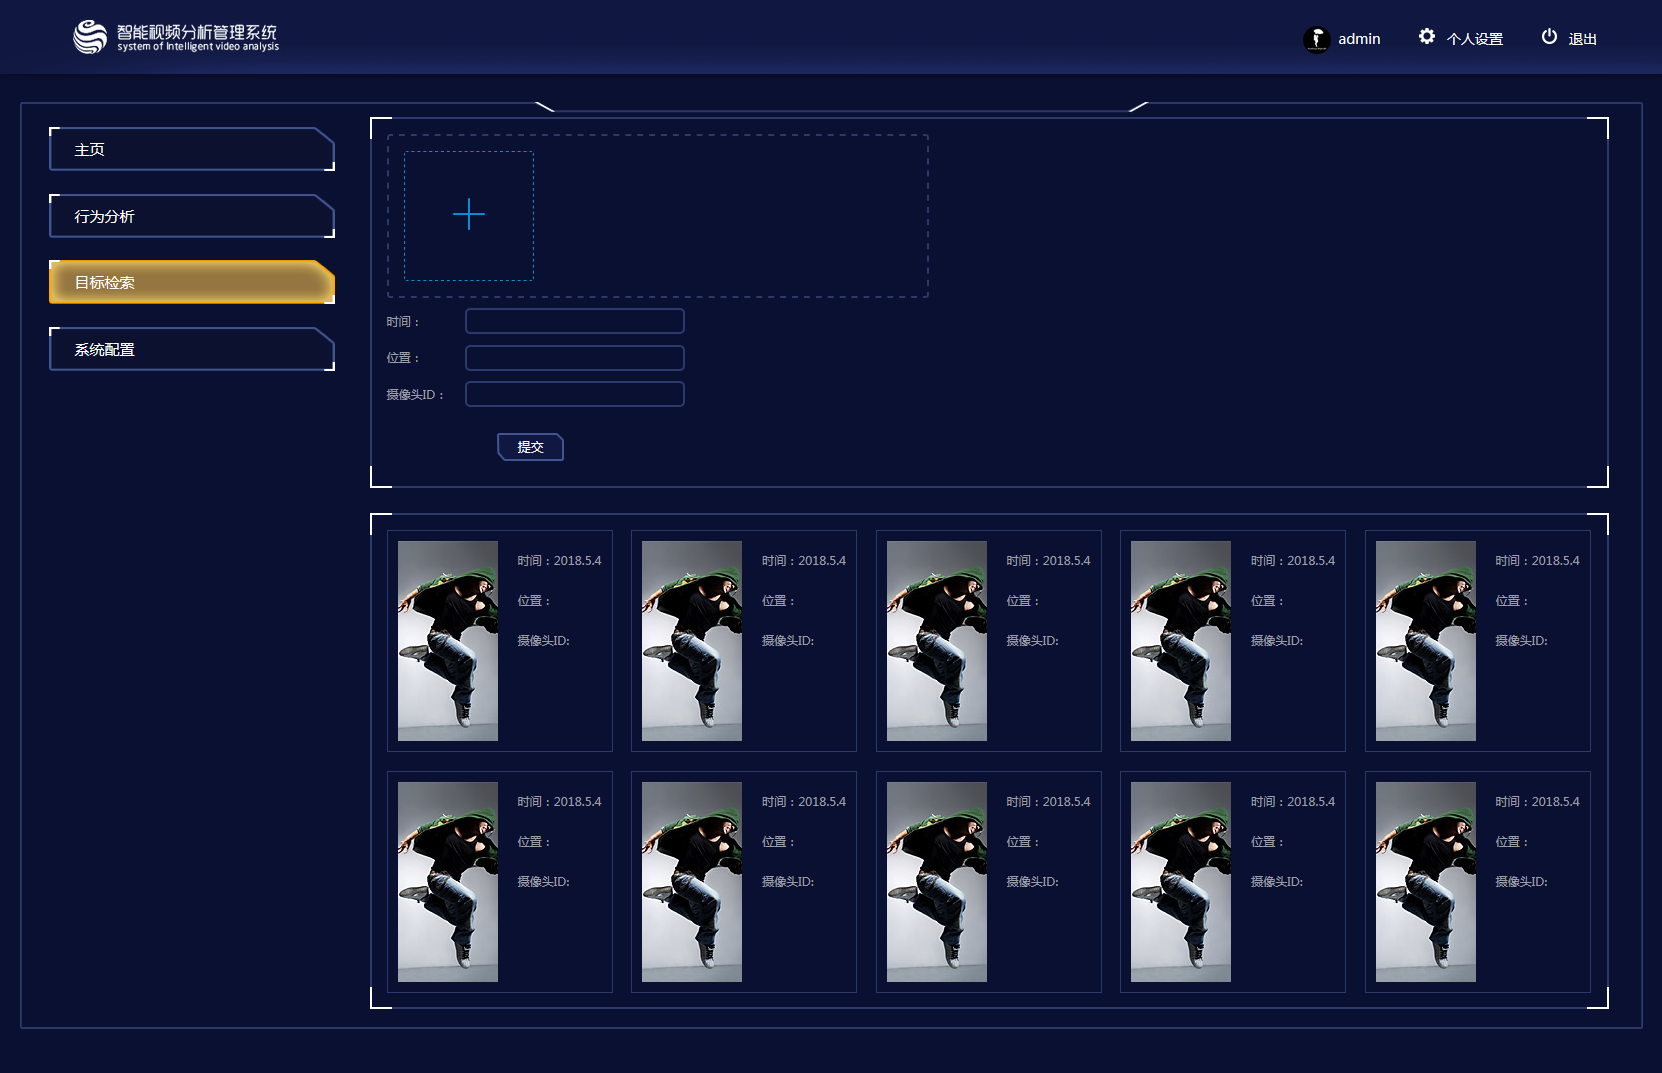 智能视频分析管理系统
system of Intelligent video analysis
admin
个人设置
退出
主页
行为分析
目标检索
系统配置
时间：
位置：
摄像头ID：
提交
时间：2018.5.4
位置：
摄像头ID:
时间：2018.5.4
位置：
摄像头ID:
时间：2018.5.4
位置：
摄像头ID:
时间：2018.5.4
位置：
摄像头ID:
时间：2018.5.4
位置：
摄像头ID:
时间：2018.5.4
位置：
摄像头ID:
时间：2018.5.4
位置：
摄像头ID:
时间：2018.5.4
位置：
摄像头ID:
时间：2018.5.4
位置：
摄像头ID:
时间：2018.5.4
位置：
摄像头ID: